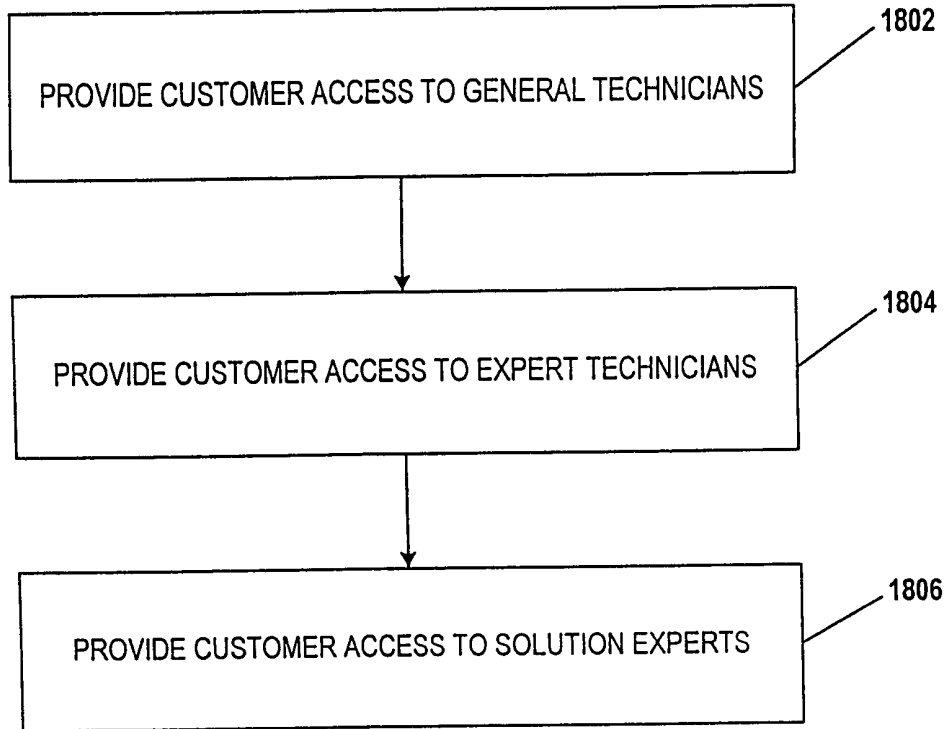 1802
PROVIDE CUSTOMER ACCESS TO GENERAL TECHNICIANS
1804
PROVIDE CUSTOMER ACCESS TO EXPERT TECHNICIANS
1806
PROVIDE CUSTOMER ACCESS TO SOLUTION EXPERTS